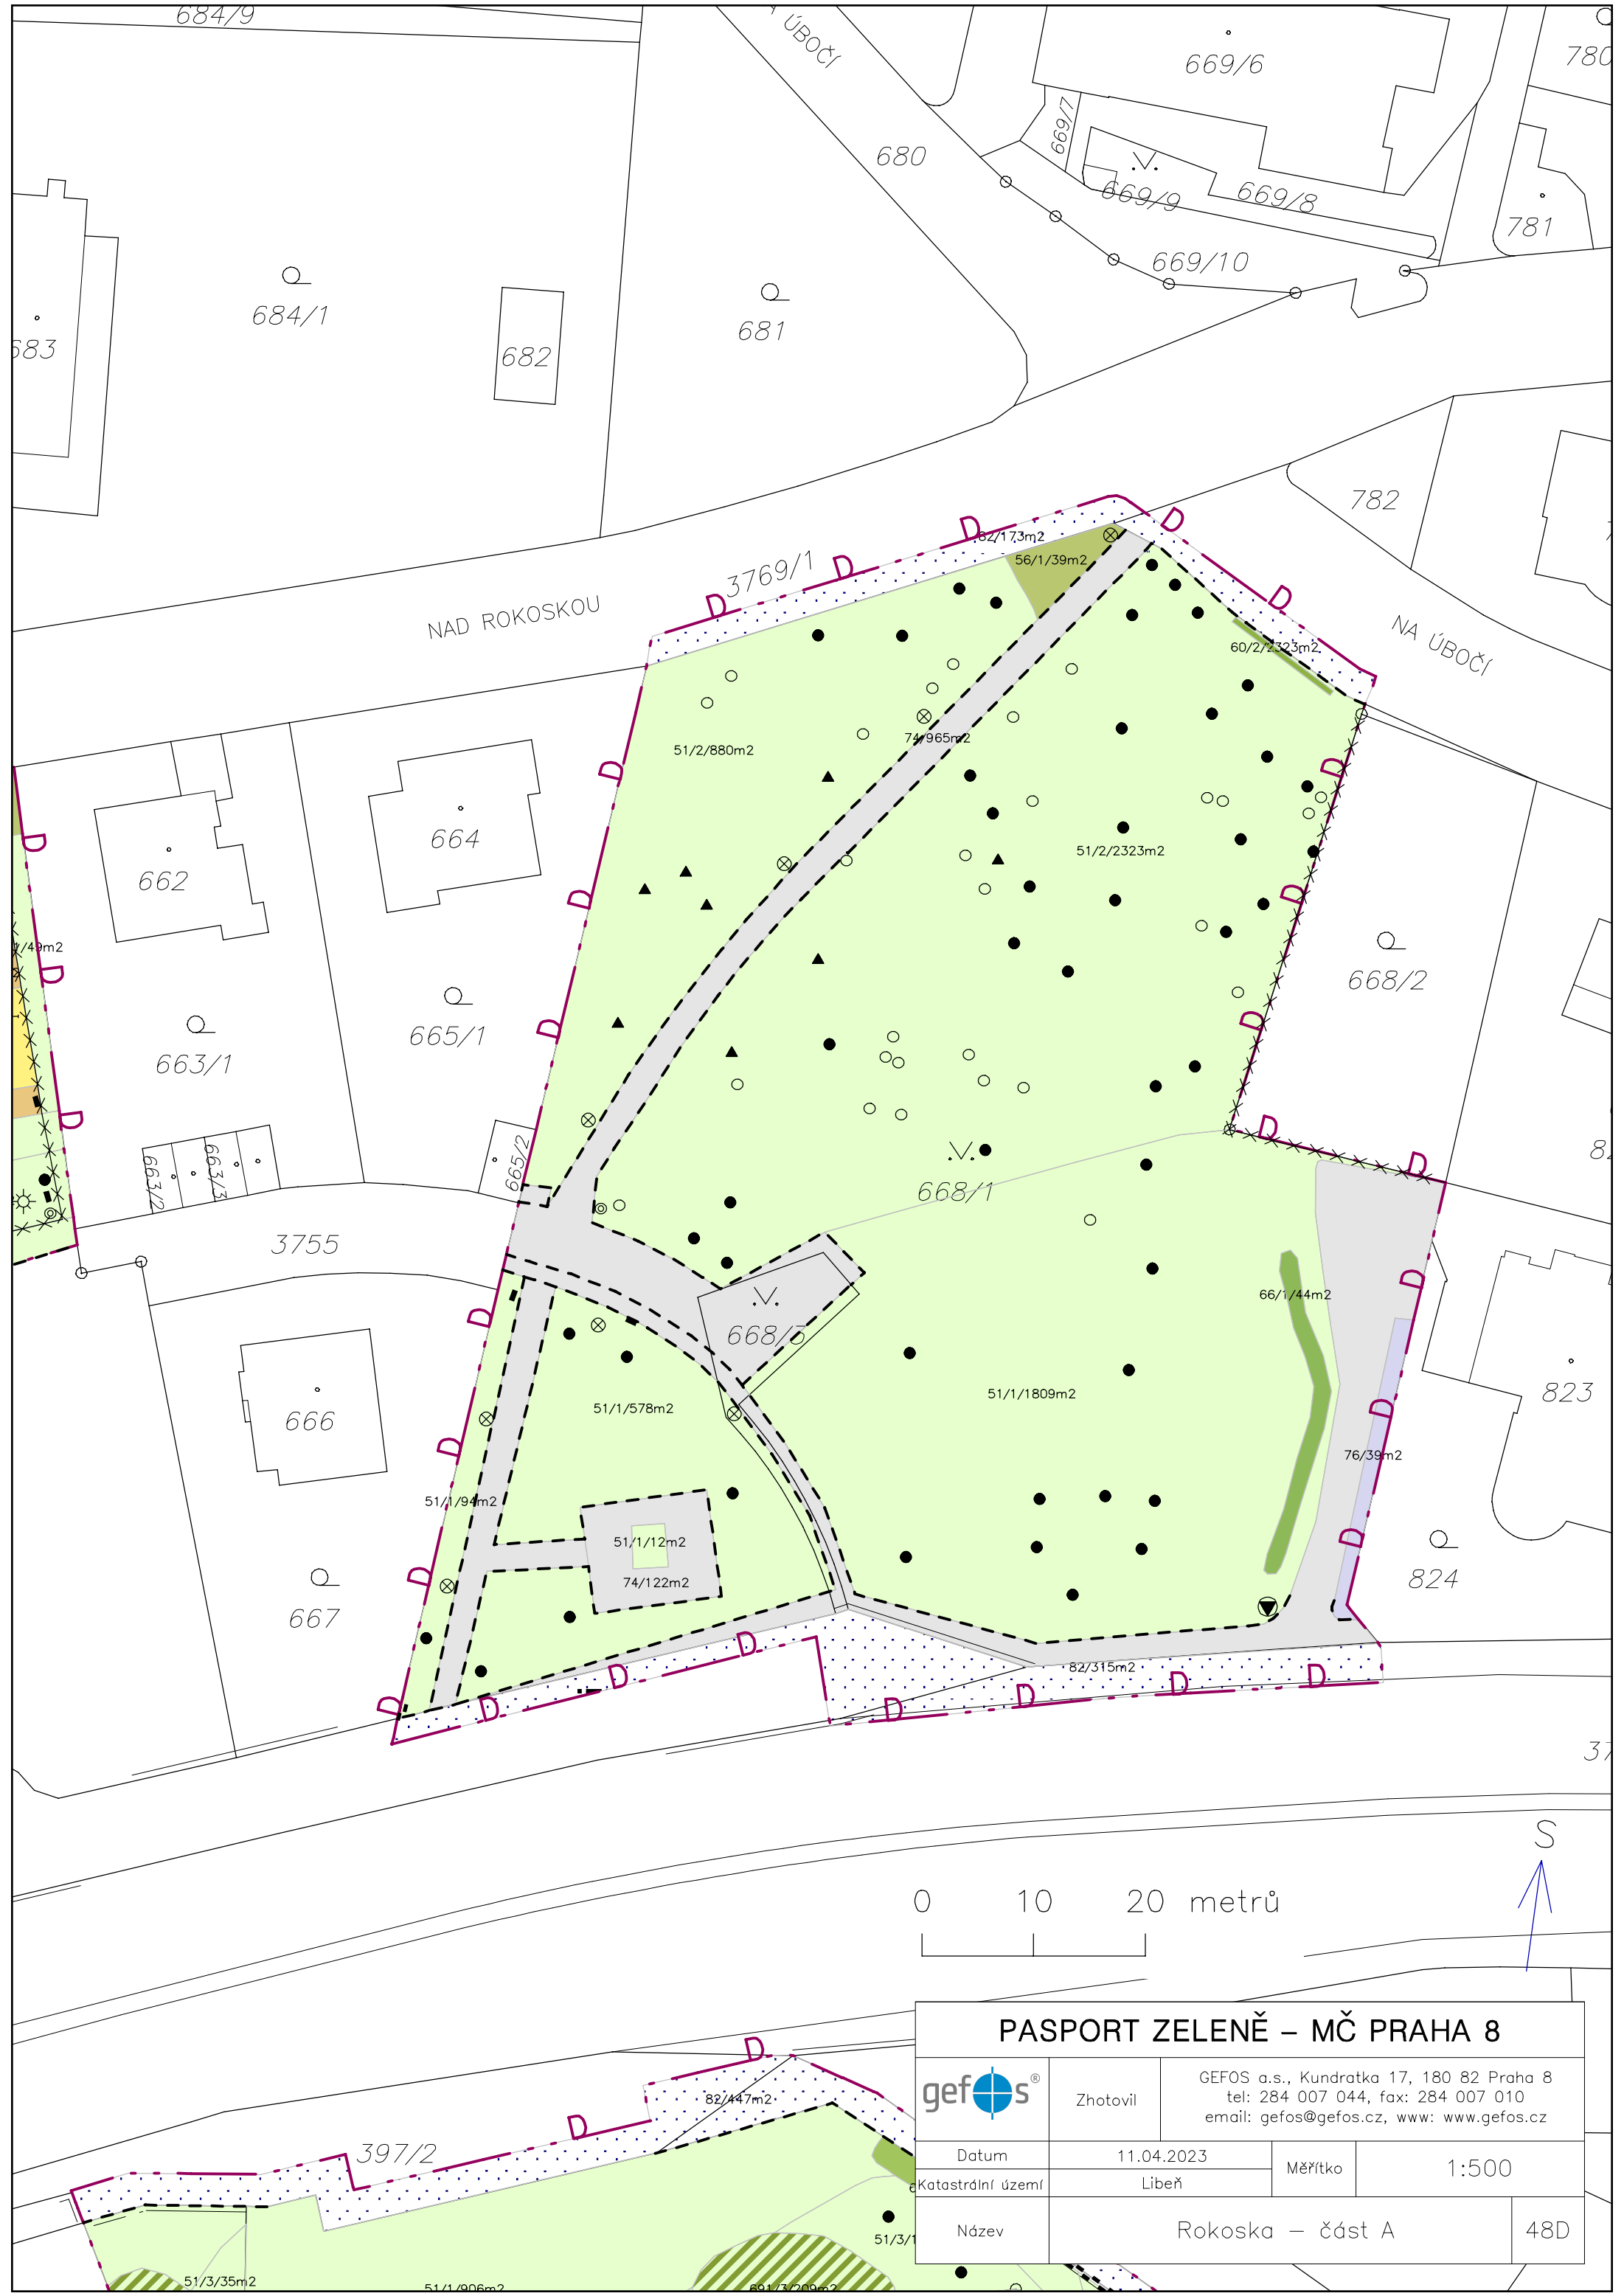 684/9
NA ÚBOČÍ
669/6
780
669/7
680
669/9
669/8
781
669/10
684/1
681
683
682
782
82/173m2
56/1/39m2
3769/1
NAD ROKOSKOU
NA ÚBOČÍ
60/2/2323m2
74/965m2
51/2/880m2
664
662
51/2/2323m2
668/2
665/1
663/1
665/2
663/2
663/3
668/1
3755
66/1/44m2
668/3
666
51/1/578m2
51/1/1809m2
823
76/39m2
51/1/94m2
51/1/12m2
74/122m2
824
667
82/315m2
S
0 10 20 metrů
82/447m2
397/2
51/3/35m2
51/1/906m2
691/3/209m2
PASPORT ZELENĚ – MČ PRAHA 8
gefos®
Zhotovil
GEFOS a.s., Kundratka 17, 180 82 Praha 8
tel: 284 007 044, fax: 284 007 010
email: gefos@gefos.cz, www: www.gefos.cz
Datum
11.04.2023
Měřítko
1:500
Katastrální území
Libeň
Název
Rokoska – část A
48D